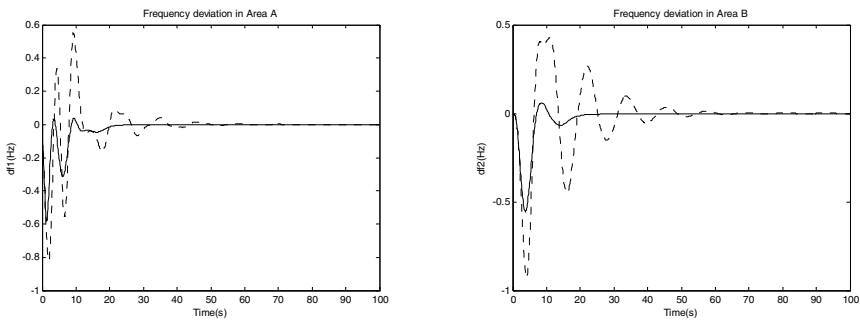 Frequency deviation in Area A
0.6
0.4
0.2
0
-0.2
-0.4
-0.6
-0.8
-1
df1(Hz)
0 10 20 30 40 50 60 70 80 90 100
Time(s)
Frequency deviation in Area B
0.5
0
-0.5
-1
df2(Hz)
0 10 20 30 40 50 60 70 80 90 100
Time(s)